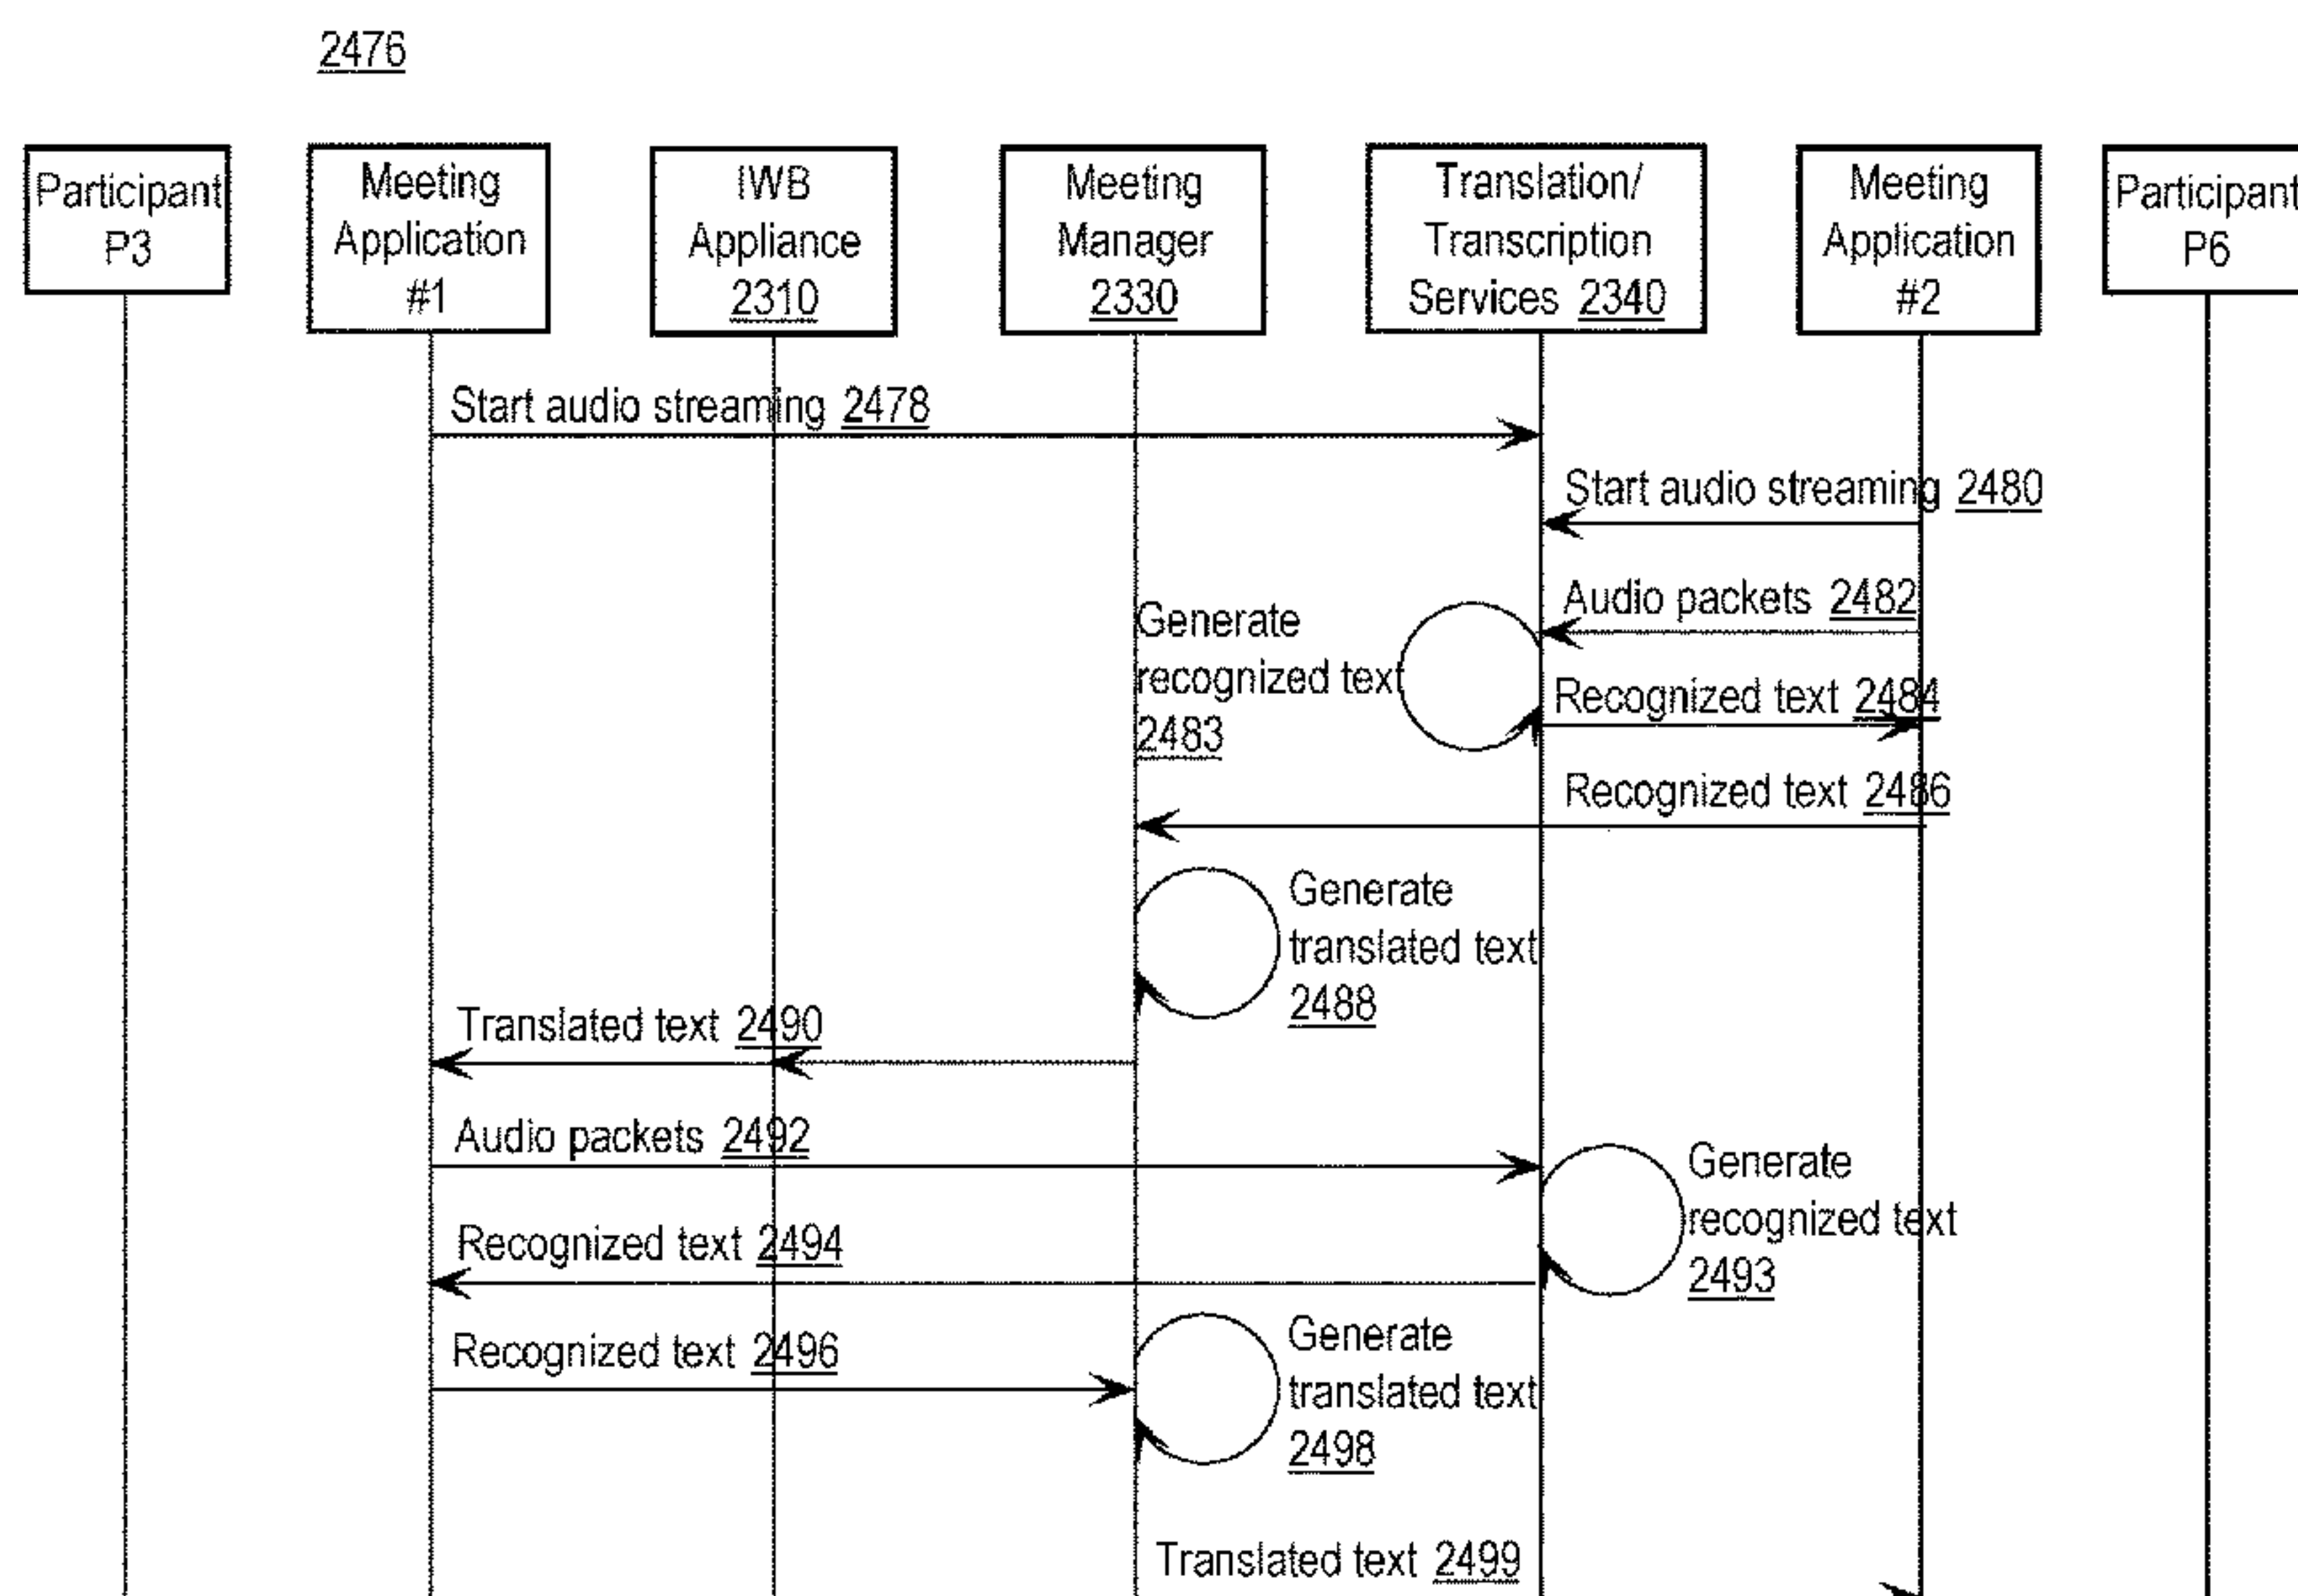 2476
Participant
P3
Meeting
Application
#1
IWB
Appliance
2310
Meeting
Manager
2330
Translation/
Transcription
Services 2340
Meeting
Application
#2
Participant
P6
Start audio streaming 2478
Start audio streaming 2480
Audio packets 2482
Generate
recognized text
2483
Recognized text 2484
Recognized text 2486
Generate
translated text
2488
Translated text 2490
Audio packets 2492
Generate
recognized text
2493
Recognized text 2494
Recognized text 2496
Generate
translated text
2498
Translated text 2499